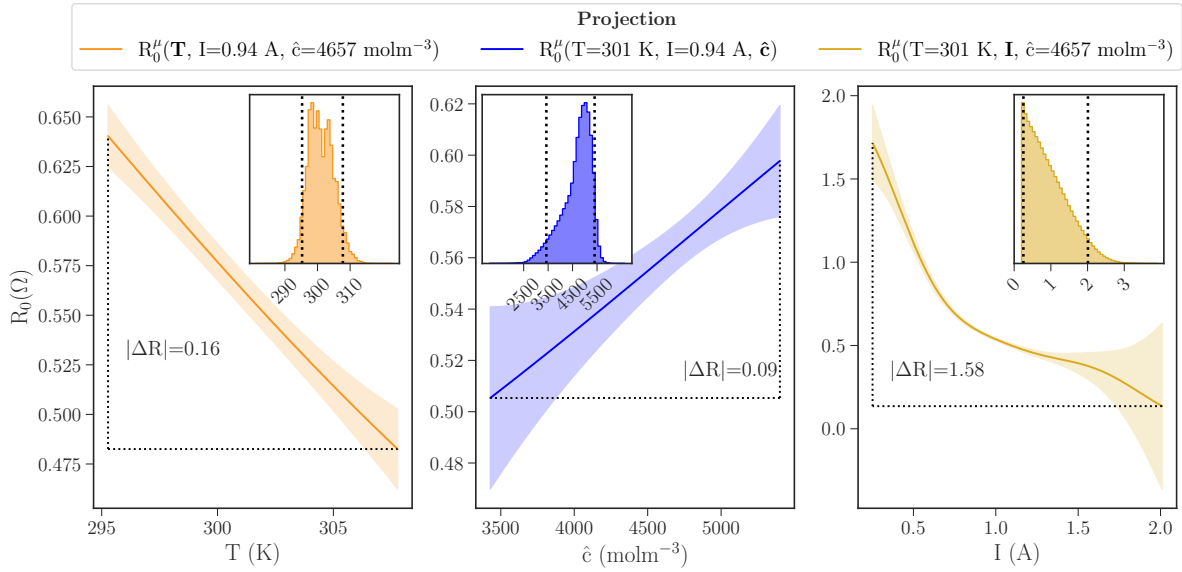 Projection
R₀^μ(T, I=0.94 A, ĉ=4657 molm⁻³) R₀^μ(T=301 K, I=0.94 A, ĉ) R₀^μ(T=301 K, I, ĉ=4657 molm⁻³)
R₀(Ω)
0.650
0.625
0.600
0.575
0.550
0.525
0.500
0.475
290 300 310
|ΔR|=0.16
295 300 305
T (K)
0.62
0.60
0.58
0.56
0.54
0.52
0.50
0.48
2500 3500 4500 5500
|ΔR|=0.09
3500 4000 4500 5000
ĉ (molm⁻³)
2.0
1.5
1.0
0.5
0.0
0 1 2 3
|ΔR|=1.58
0.5 1.0 1.5 2.0
I (A)